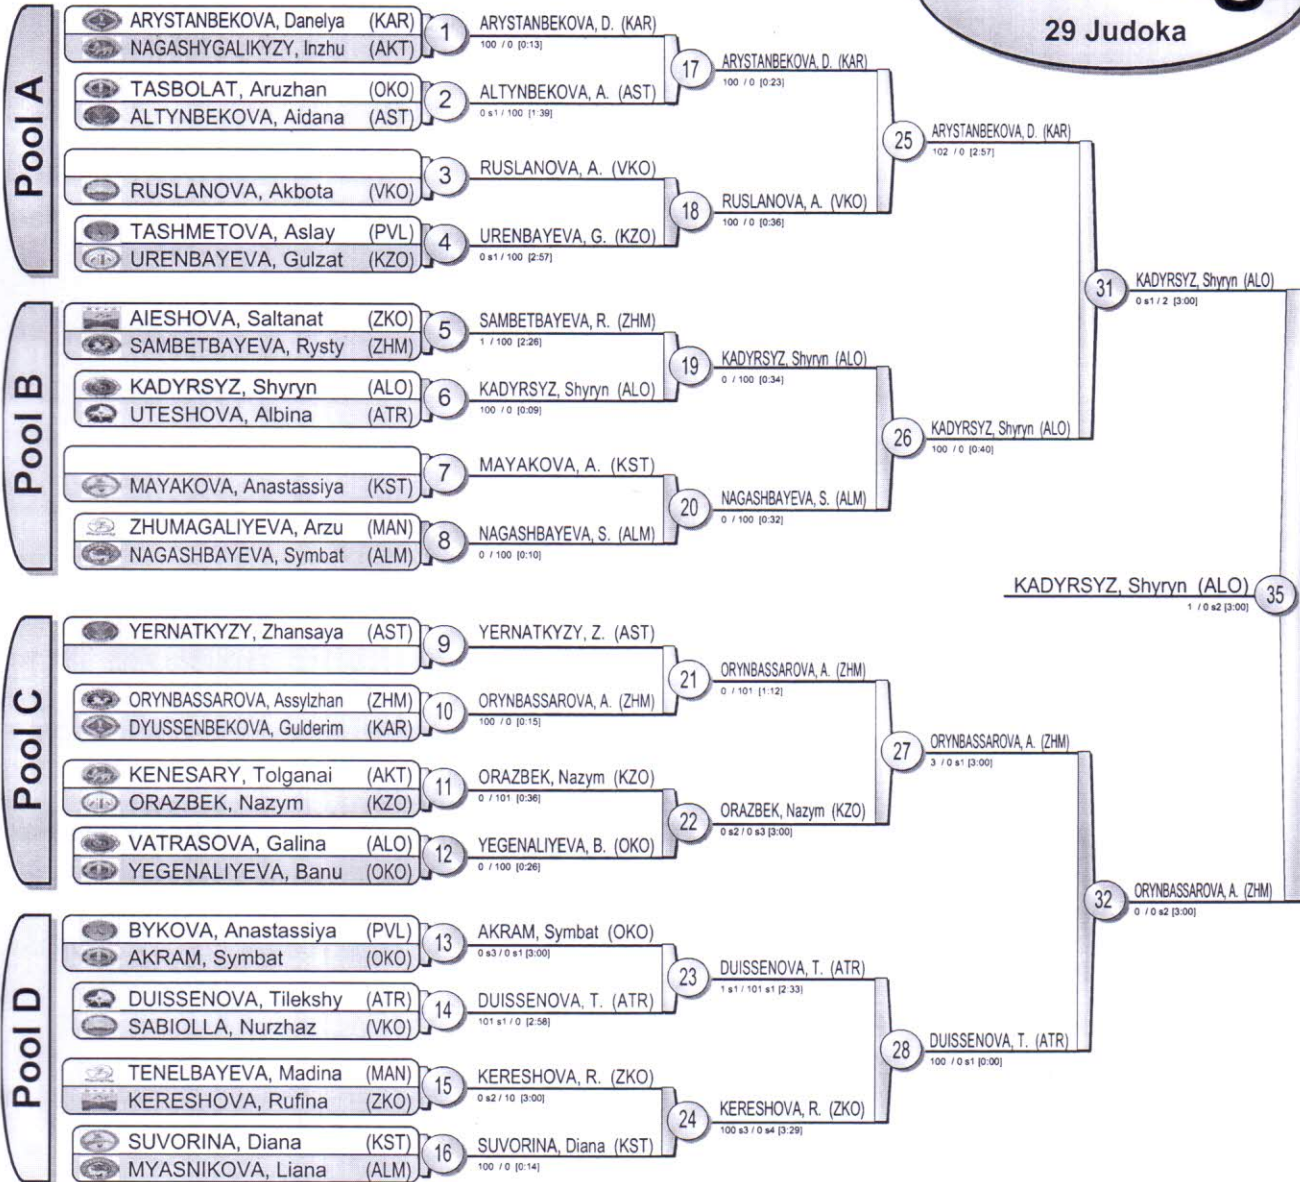 29 Judoka
Pool A
ARYSTANBEKOVA, Danelya (KAR)
NAGASHYGALIKYZY, Inzhu (AKT)
1
TASBOLAT, Aruzhan (OKO)
ALTYNBEKOVA, Aidana (AST)
2
RUSLANOVA, Akbota (VKO)
3
TASHMETOVA, Aslay (PVL)
URENBAYEVA, Gulzat (KZO)
4
Pool B
AIESHOVA, Saltanat (ZKO)
SAMBETBAYEVA, Rysty (ZHM)
5
KADYRSYZ, Shyryn (ALO)
UTESHOVA, Albina (ATR)
6
MAYAKOVA, Anastassiya (KST)
7
ZHUMAGALIYEVA, Arzu (MAN)
NAGASHBAYEVA, Symbat (ALM)
8
Pool C
YERNATKYZY, Zhansaya (AST)
9
ORYNBASSAROVA, Assylzhan (ZHM)
DYUSSENBEKOVA, Gulderim (KAR)
10
KENESARY, Tolganai (AKT)
ORAZBEK, Nazym (KZO)
11
VATRASOVA, Galina (ALO)
YEGENALIYEVA, Banu (OKO)
12
Pool D
BYKOVA, Anastassiya (PVL)
AKRAM, Symbat (OKO)
13
DUISSENOVA, Tilekshy (ATR)
SABIOLLA, Nurzhaz (VKO)
14
TENELBAYEVA, Madina (MAN)
KERESHOVA, Rufina (ZKO)
15
SUVORINA, Diana (KST)
MYASNIKOVA, Liana (ALM)
16
ARYSTANBEKOVA, D. (KAR)
100 / 0 [0:13]
ALTYNBEKOVA, A. (AST)
0 s1 / 100 [1:39]
17
RUSLANOVA, A. (VKO)
URENBAYEVA, G. (KZO)
0 s1 / 100 [2:57]
18
SAMBETBAYEVA, R. (ZHM)
1 / 100 [2:26]
KADYRSYZ, Shyryn (ALO)
100 / 0 [0:09]
19
MAYAKOVA, A. (KST)
NAGASHBAYEVA, S. (ALM)
0 / 100 [0:10]
20
YERNATKYZY, Z. (AST)
ORYNBASSAROVA, A. (ZHM)
100 / 0 [0:15]
21
ORAZBEK, Nazym (KZO)
0 / 101 [0:36]
YEGENALIYEVA, B. (OKO)
0 / 100 [0:26]
22
AKRAM, Symbat (OKO)
0 s3 / 0 s1 [3:00]
DUISSENOVA, T. (ATR)
101 s1 / 0 [2:58]
23
KERESHOVA, R. (ZKO)
0 s2 / 10 [3:00]
SUVORINA, Diana (KST)
100 / 0 [0:14]
24
ARYSTANBEKOVA, D. (KAR)
100 / 0 [0:23]
RUSLANOVA, A. (VKO)
100 / 0 [0:36]
25
KADYRSYZ, Shyryn (ALO)
0 / 100 [0:34]
NAGASHBAYEVA, S. (ALM)
0 / 100 [0:32]
26
ORYNBASSAROVA, A. (ZHM)
0 / 101 [1:12]
ORAZBEK, Nazym (KZO)
0 s2 / 0 s3 [3:00]
27
DUISSENOVA, T. (ATR)
1 s1 / 101 s1 [2:33]
KERESHOVA, R. (ZKO)
100 s3 / 0 s4 [3:29]
28
ARYSTANBEKOVA, D. (KAR)
102 / 0 [2:57]
KADYRSYZ, Shyryn (ALO)
100 / 0 [0:40]
31
ORYNBASSAROVA, A. (ZHM)
3 / 0 s1 [3:00]
DUISSENOVA, T. (ATR)
100 / 0 s1 [0:00]
32
KADYRSYZ, Shyryn (ALO)
0 s1 / 2 [3:00]
ORYNBASSAROVA, A. (ZHM)
0 / 0 s2 [3:00]
KADYRSYZ, Shyryn (ALO)
1 / 0 s2 [3:00]
35